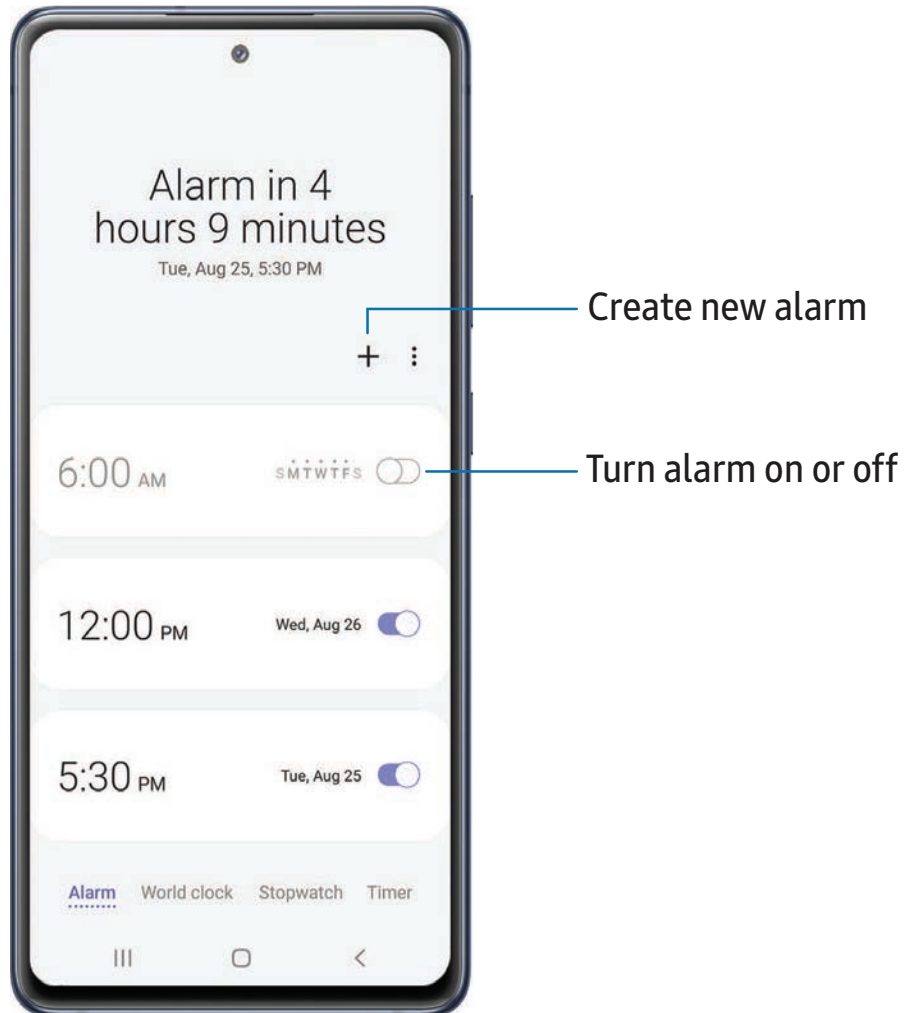 Alarm in 4
hours 9 minutes
Tue, Aug 25, 5:30 PM
Create new alarm
+
6:00 AM SMTWTFS
Turn alarm on or off
12:00 PM Wed, Aug 26
5:30 PM Tue, Aug 25
Alarm World clock Stopwatch Timer